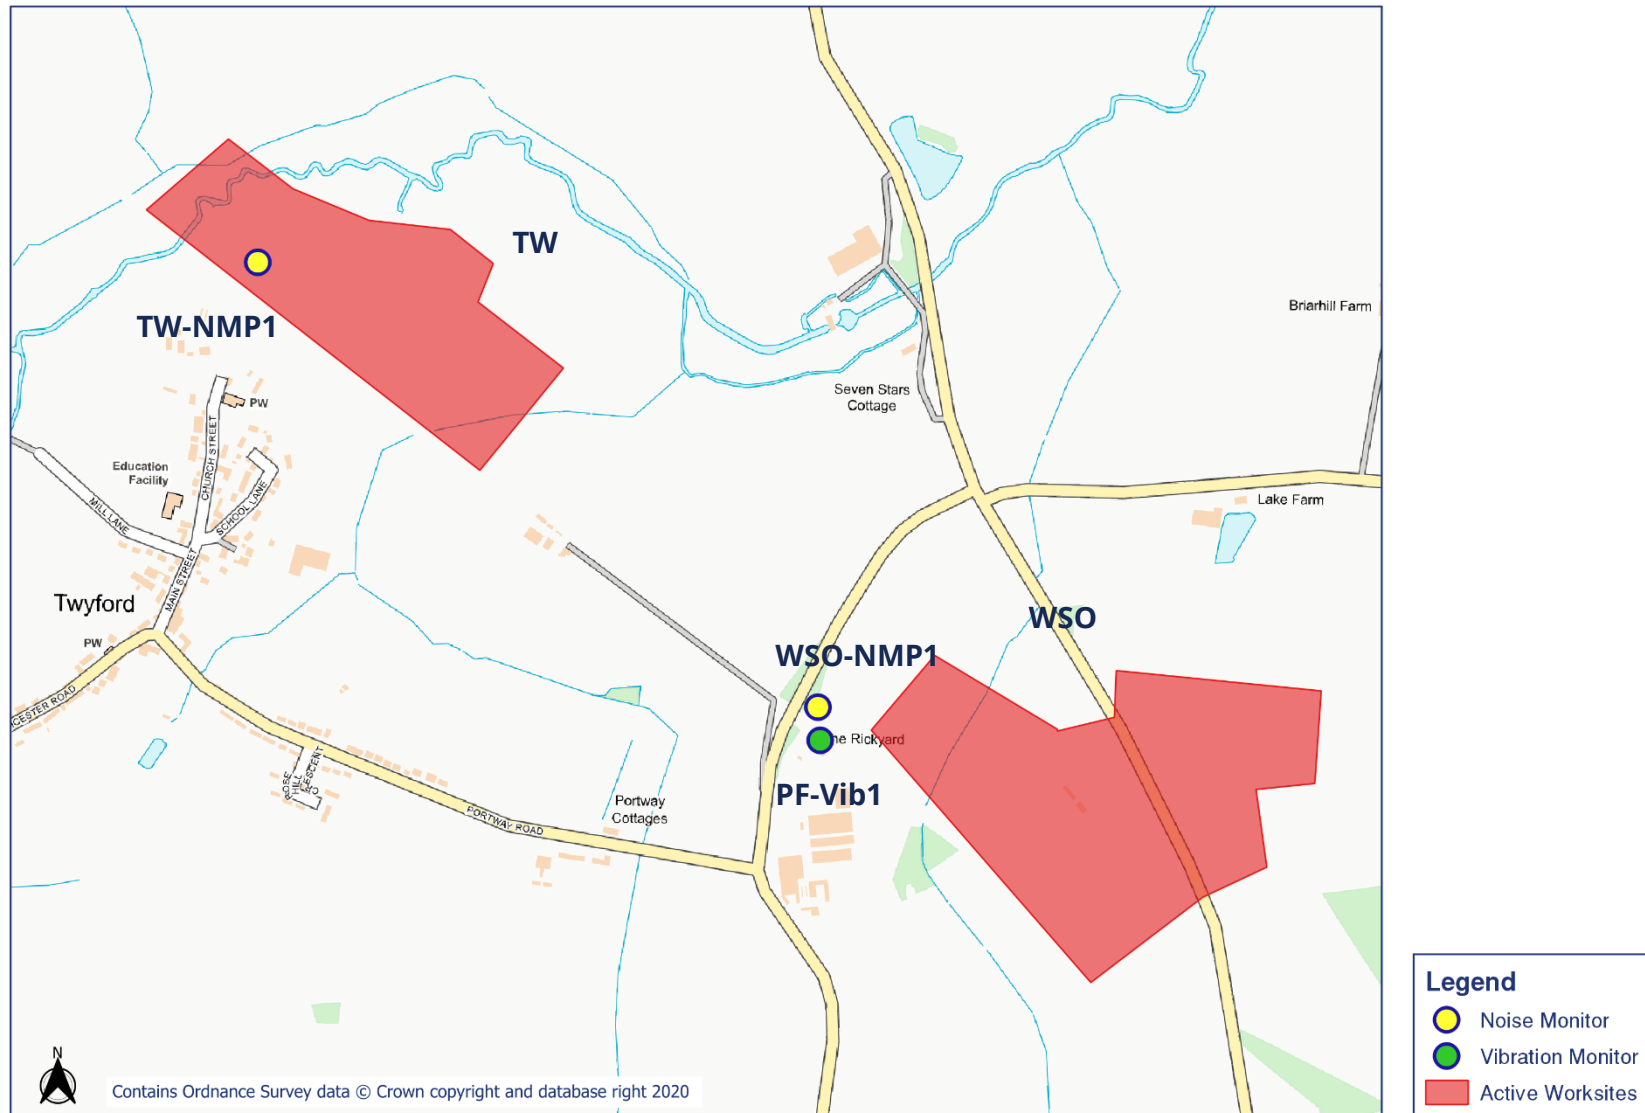 TW
TW-NMP1
Briarhill Farm
Seven Stars
Cottage
PW
CHURCH STREET
Education
Facility
SCHOOL LANE
MILL LANE
Lake Farm
MAIN STREET
Twyford
PW
WSO
WSO-NMP1
CESTER ROAD
he Rickyard
PF-Vib1
Portway
Cottages
PORTWAY ROAD
HILL
N
Contains Ordnance Survey data © Crown copyright and database right 2020
Legend
Noise Monitor
Vibration Monitor
Active Worksites